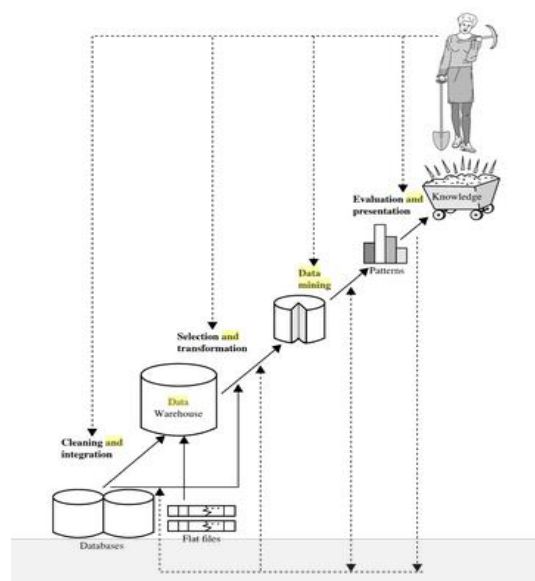 Evaluation and
presentation
Knowledge
Patterns
Data
mining
Selection and
transformation
Data
Warehouse
Cleaning and
integration
Databases
Flat files